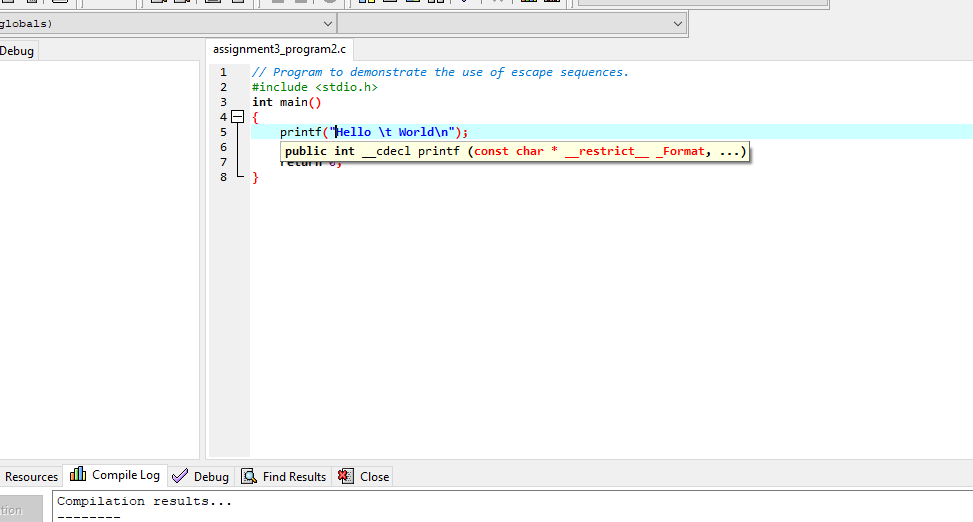 globals)
Debug
assignment3_program2.c
1 // Program to demonstrate the use of escape sequences.
2 #include <stdio.h>
3 int main()
4 {
5 printf("Hello \t World\n");
6 public int __cdecl printf (const char * __restrict__ _Format, ...)
7 return 0;
8 }
Resources Compile Log Debug Find Results Close
tion Compilation results...
--------